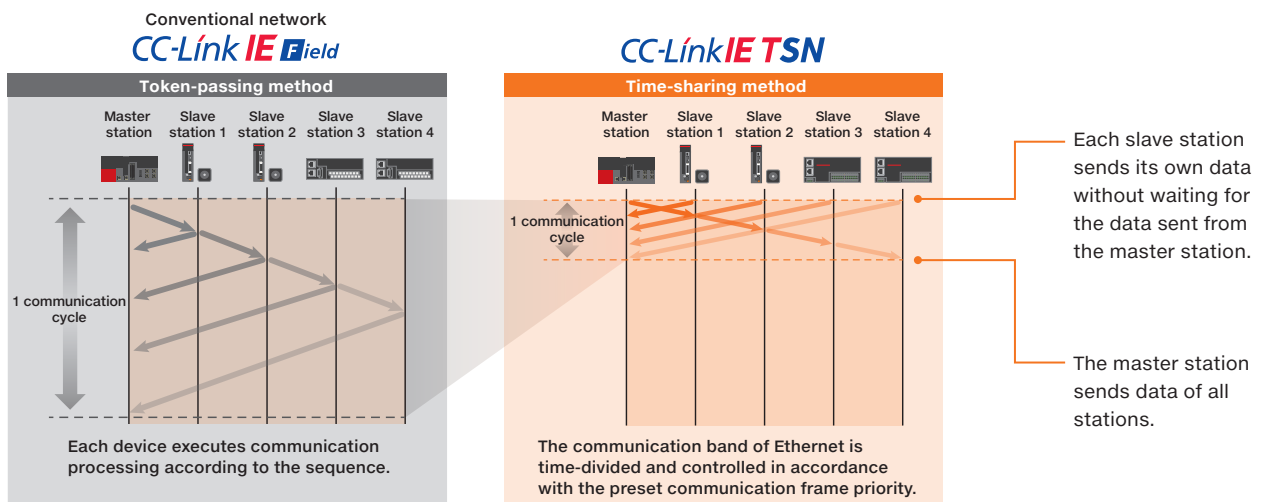 Conventional network
CC-Link IE Field
Token-passing method
Master
station
Slave
station 1
Slave
station 2
Slave
station 3
Slave
station 4
1 communication
cycle
Each device executes communication
processing according to the sequence.
CC-Link IE TSN
Time-sharing method
Master
station
Slave
station 1
Slave
station 2
Slave
station 3
Slave
station 4
1 communication
cycle
The communication band of Ethernet is
time-divided and controlled in accordance
with the preset communication frame priority.
Each slave station
sends its own data
without waiting for
the data sent from
the master station.
The master station
sends data of all
stations.